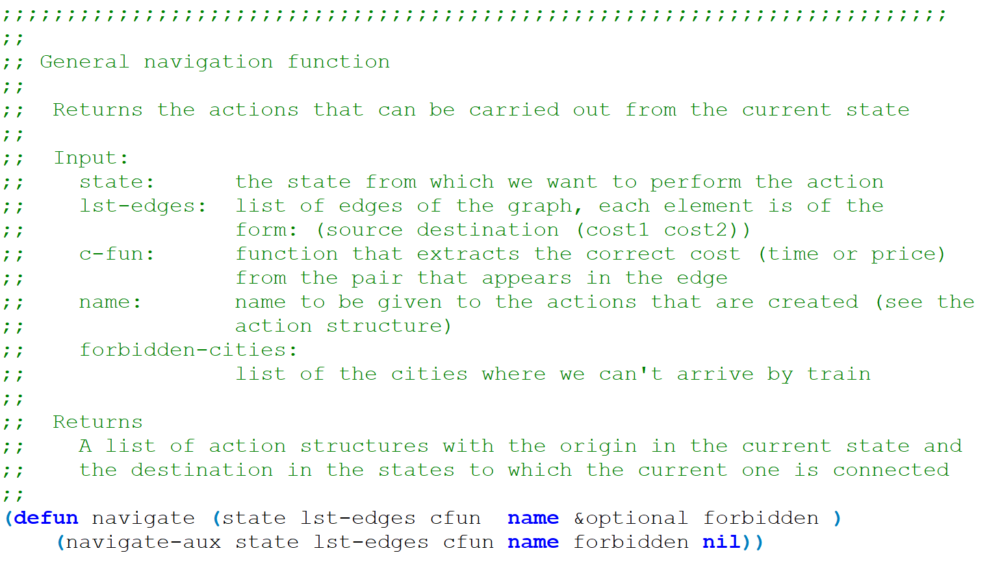 ;;;;;;;;;;;;;;;;;;;;;;;;;;;;;;;;;;;;;;;;;;;;;;;;;;;;;;;;;;;;;;;;;;;;;;;;;
;;
;; General navigation function
;;
;;  Returns the actions that can be carried out from the current state
;;
;;  Input:
;;    state:      the state from which we want to perform the action
;;    lst-edges:  list of edges of the graph, each element is of the
;;                form: (source destination (cost1 cost2))
;;    c-fun:      function that extracts the correct cost (time or price)
;;                from the pair that appears in the edge
;;    name:       name to be given to the actions that are created (see the
;;                action structure)
;;    forbidden-cities:
;;                list of the cities where we can't arrive by train
;;
;;  Returns
;;    A list of action structures with the origin in the current state and
;;    the destination in the states to which the current one is connected
;;
(defun navigate (state lst-edges cfun  name &optional forbidden )
    (navigate-aux state lst-edges cfun name forbidden nil))